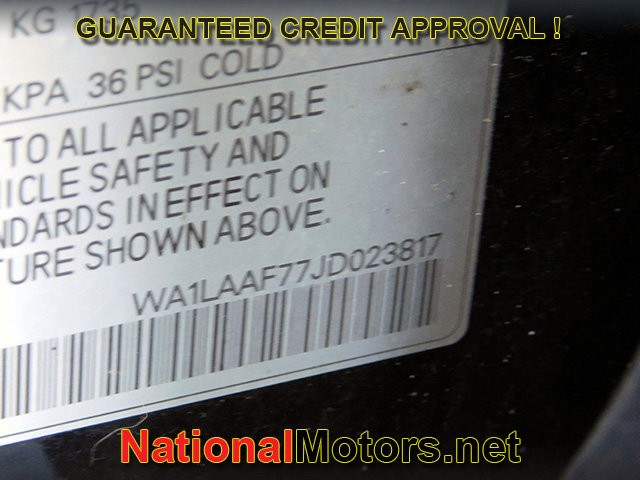 GUARANTEED CREDIT APPROVAL !
KG 1735
KPA 36 PSI COLD
TO ALL APPLICABLE
HICLE SAFETY AND
NDARDS IN EFFECT ON
TURE SHOWN ABOVE.
WA1LAAF77JD023817
NationalMotors.net